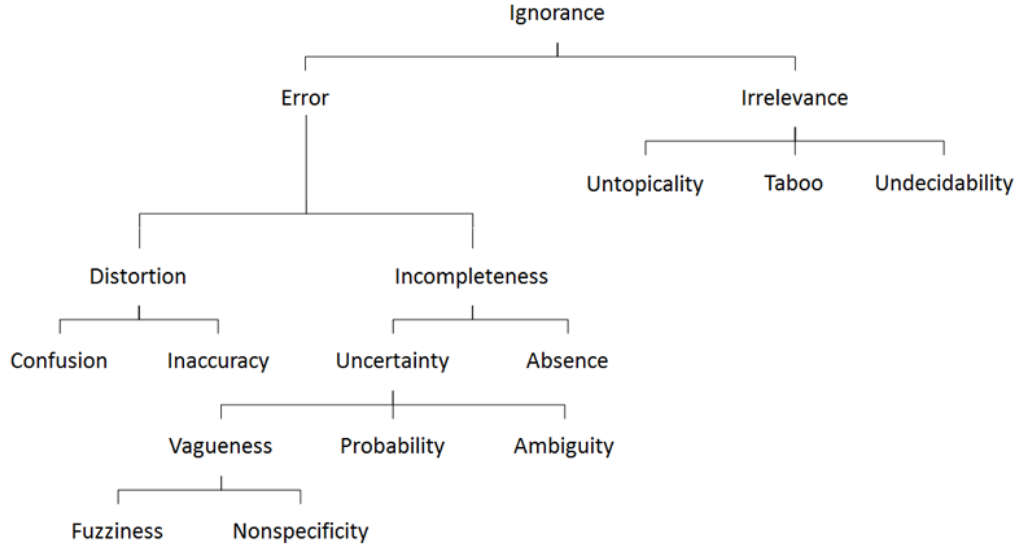 Ignorance
Error
Irrelevance
Untopicality
Taboo
Undecidability
Distortion
Incompleteness
Confusion
Inaccuracy
Uncertainty
Absence
Vagueness
Probability
Ambiguity
Fuzziness
Nonspecificity